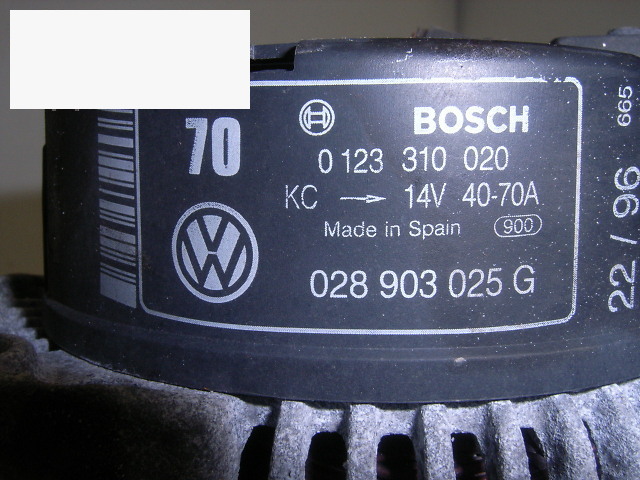 70
BOSCH
0 123 310 020
KC → 14V 40-70A
Made in Spain 900
028 903 025 G
22 / 96 665